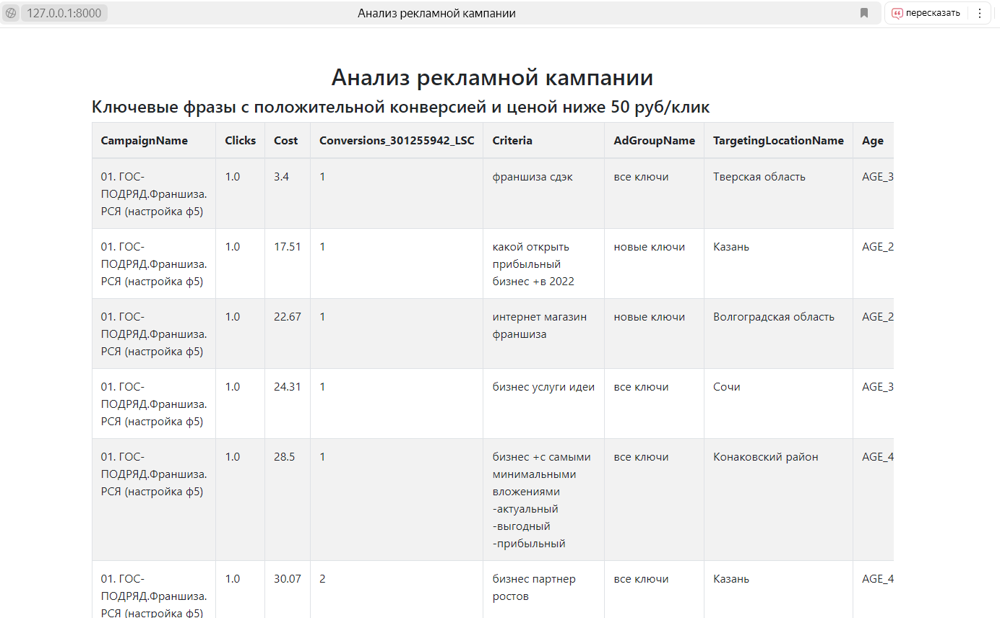 127.0.0.1:8000 Анализ рекламной кампании пересказать
Анализ рекламной кампании
Ключевые фразы с положительной конверсией и ценой ниже 50 руб/клик
CampaignName Clicks Cost Conversions_301255942_LSC Criteria AdGroupName TargetingLocationName Age
01. ГОС- 1.0 3.4 1 франшиза сдэк все ключи Тверская область AGE_3
ПОДРЯД.Франшиза.
РСЯ (настройка ф5)
01. ГОС- 1.0 17.51 1 какой открыть новые ключи Казань AGE_2
ПОДРЯД.Франшиза. прибыльный
РСЯ (настройка ф5) бизнес +в 2022
01. ГОС- 1.0 22.67 1 интернет магазин новые ключи Волгоградская область AGE_2
ПОДРЯД.Франшиза. франшиза
РСЯ (настройка ф5)
01. ГОС- 1.0 24.31 1 бизнес услуги идеи все ключи Сочи AGE_3
ПОДРЯД.Франшиза.
РСЯ (настройка ф5)
01. ГОС- 1.0 28.5 1 бизнес +с самыми все ключи Конаковский район AGE_4
ПОДРЯД.Франшиза. минимальными
РСЯ (настройка ф5) вложениями
-актуальный
-выгодный
-прибыльный
01. ГОС- 1.0 30.07 2 бизнес партнер все ключи Казань AGE_4
ПОДРЯД.Франшиза. ростов
РСЯ (настройка ф5)